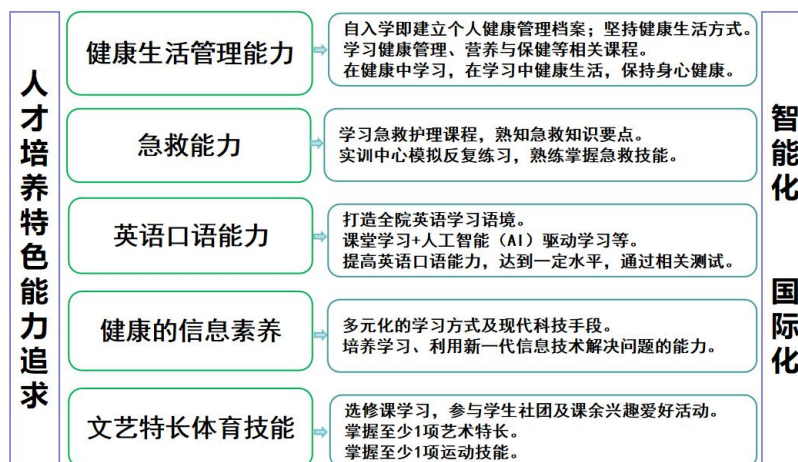 人才培养特色能力追求
健康生活管理能力
自入学即建立个人健康管理档案；坚持健康生活方式。
学习健康管理、营养与保健等相关课程。
在健康中学习，在学习中健康生活，保持身心健康。
急救能力
学习急救护理课程，熟知急救知识要点。
实训中心模拟反复练习，熟练掌握急救技能。
英语口语能力
打造全院英语学习语境。
课堂学习+人工智能（AI）驱动学习等。
提高英语口语能力，达到一定水平，通过相关测试。
健康的信息素养
多元化的学习方式及现代科技手段。
培养学习、利用新一代信息技术解决问题的能力。
文艺特长体育技能
选修课学习，参与学生社团及课余兴趣爱好活动。
掌握至少1项艺术特长。
掌握至少1项运动技能。
智能化
国际化